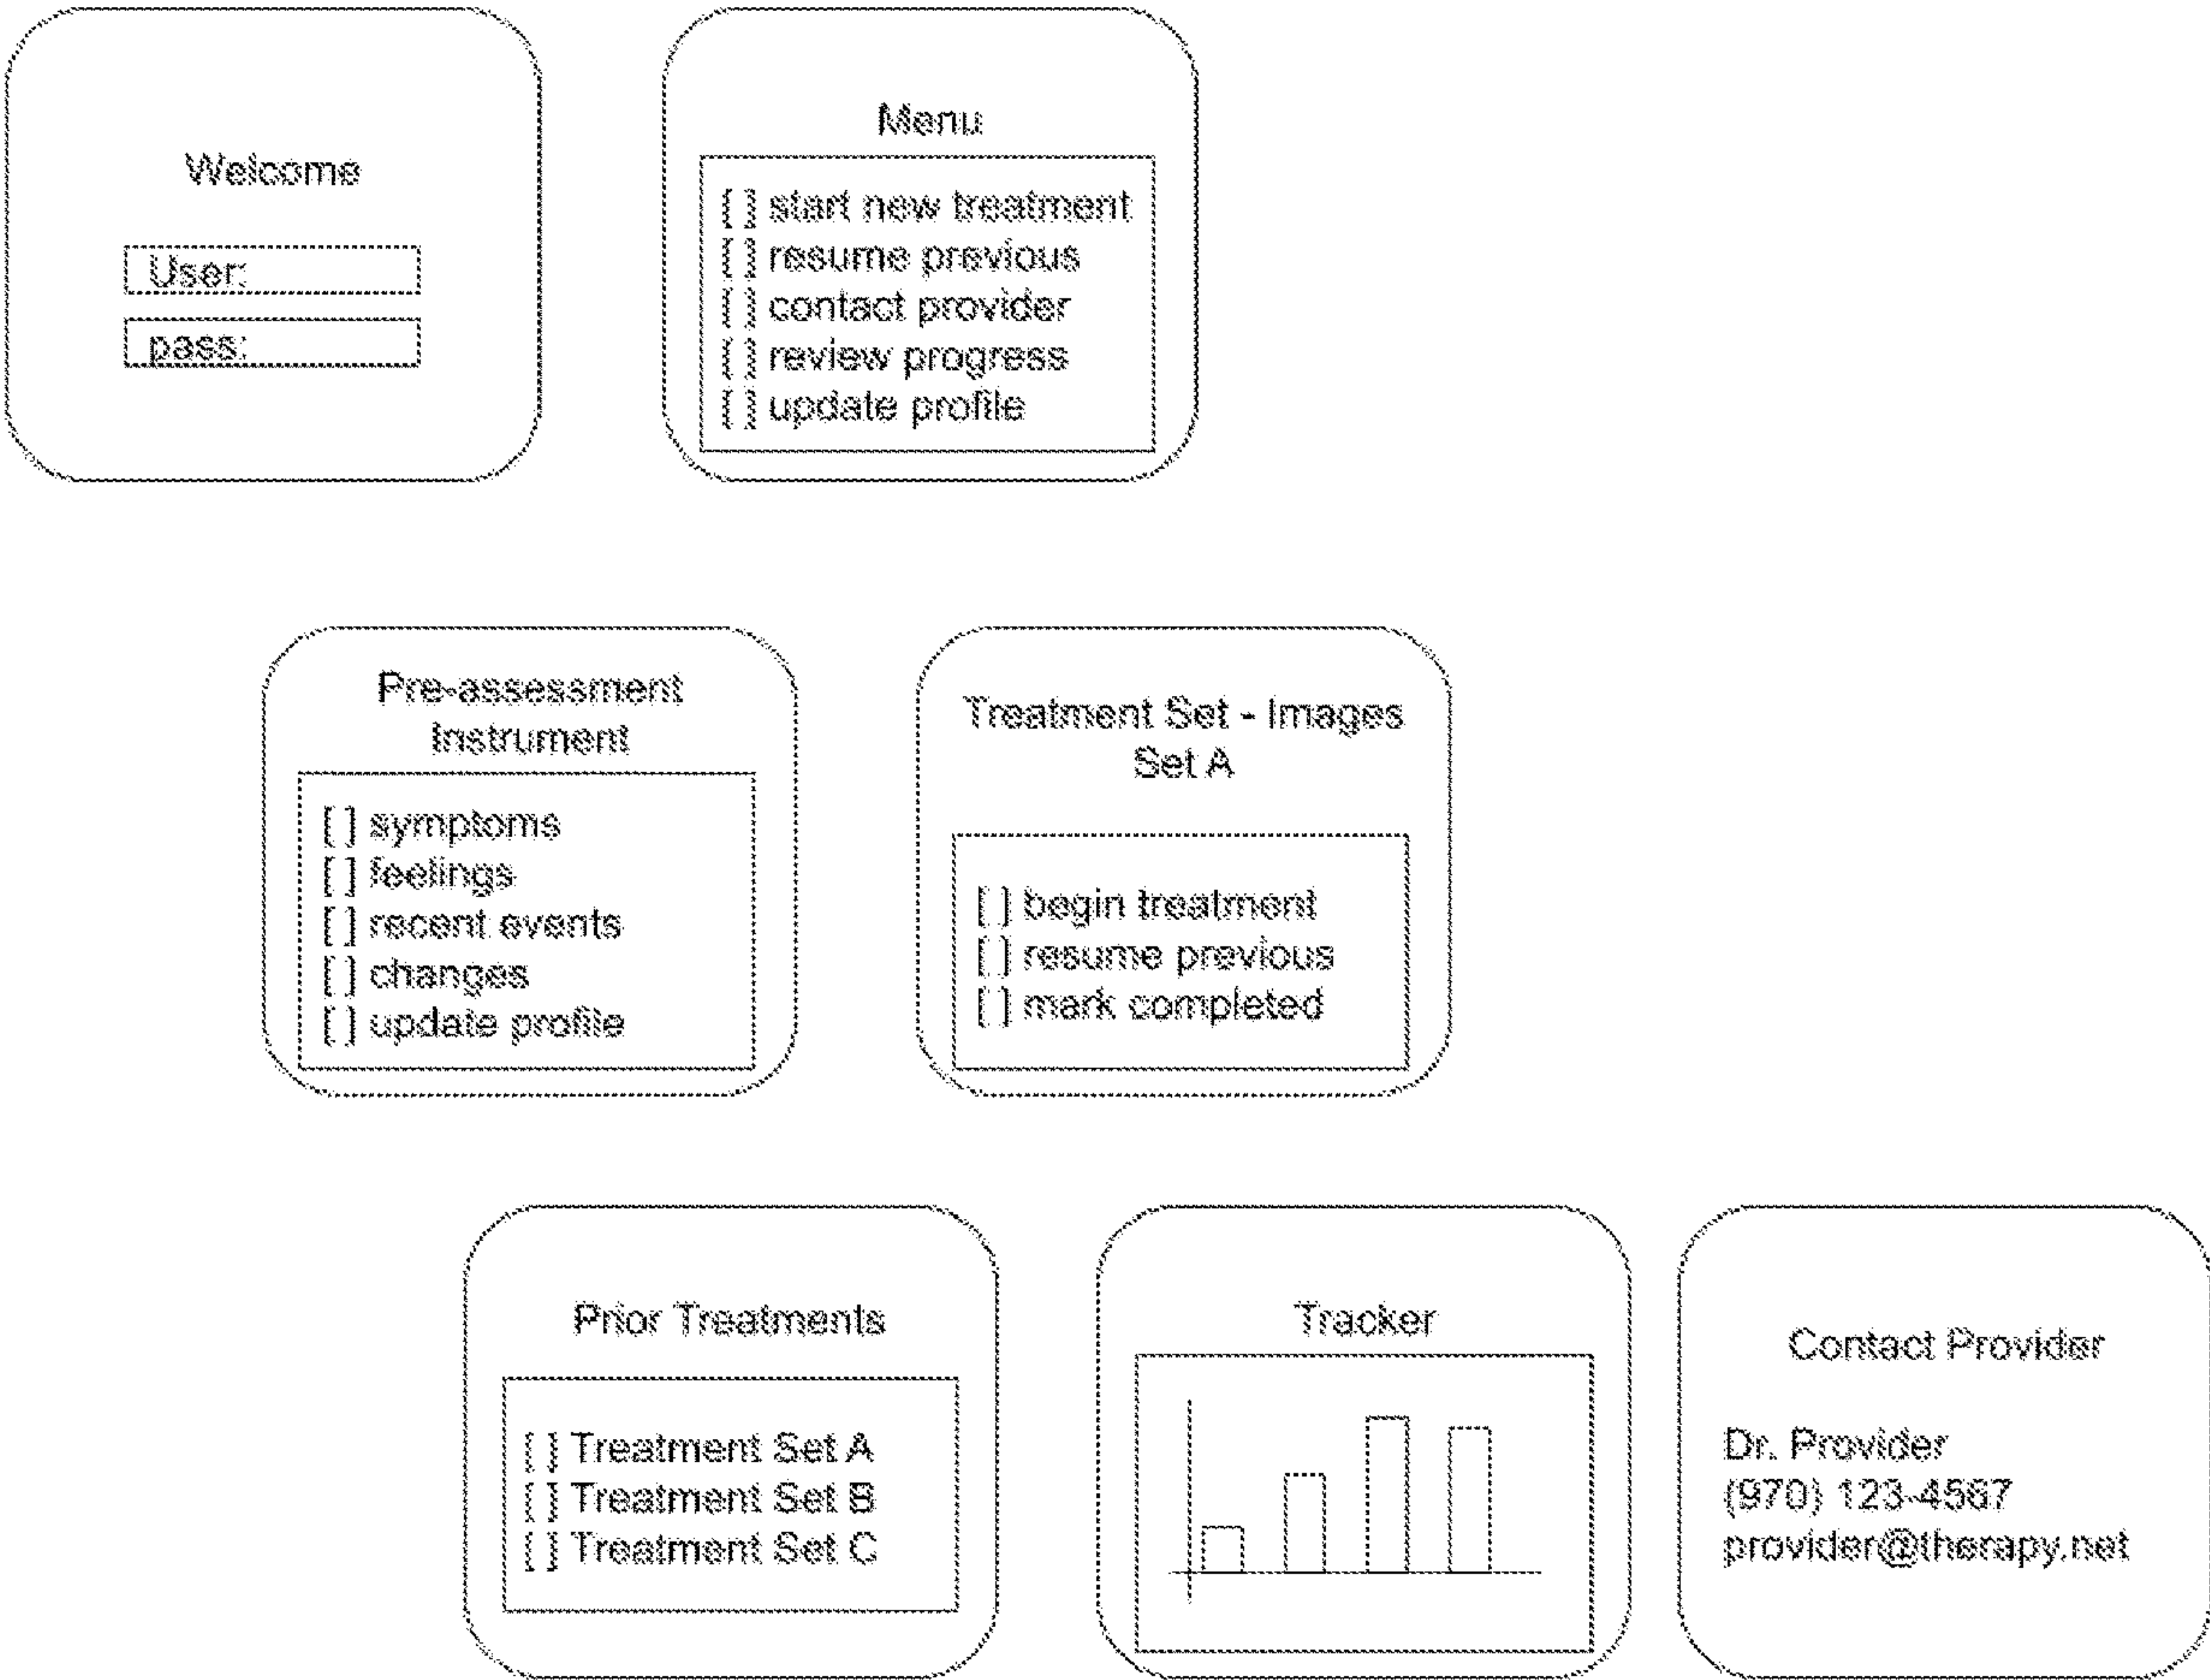 Welcome
User:
pass:
Menu
[ ] start new treatment
[ ] resume previous
[ ] contact provider
[ ] review progress
[ ] update profile
Pre-assessment
Instrument
[ ] symptoms
[ ] feelings
[ ] recent events
[ ] changes
[ ] update profile
Treatment Set - Images
Set A
[ ] begin treatment
[ ] resume previous
[ ] mark completed
Prior Treatments
[ ] Treatment Set A
[ ] Treatment Set B
[ ] Treatment Set C
Tracker
Contact Provider
Dr. Provider
(970) 123-4567
provider@therapy.net